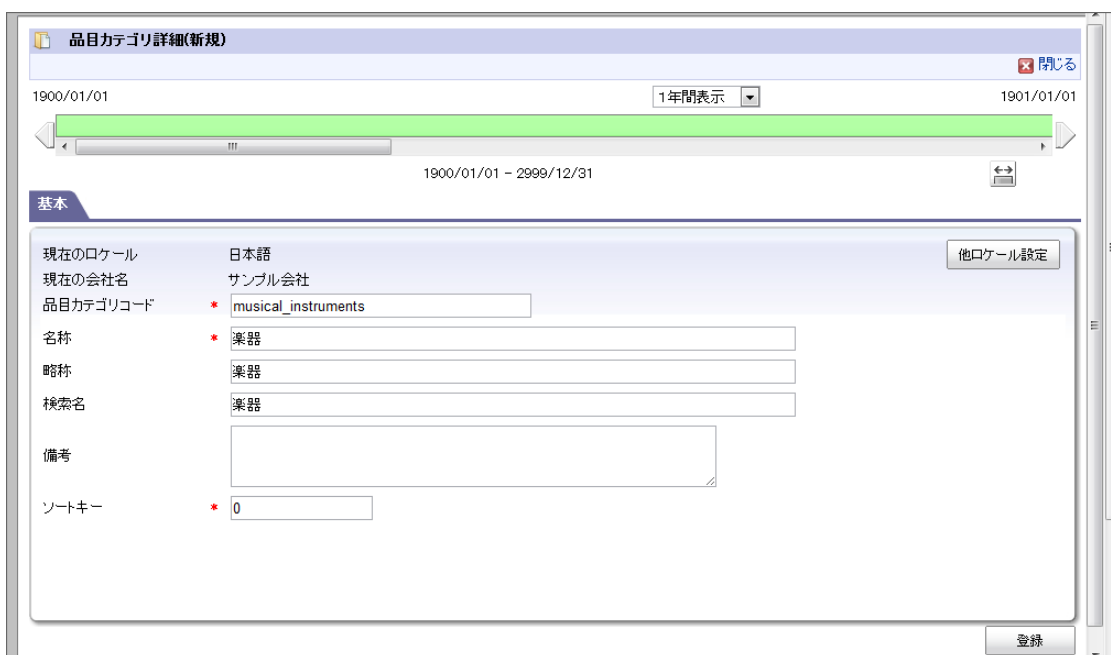 品目カテゴリ詳細(新規)
閉じる
1900/01/01 1年間表示 1901/01/01
1900/01/01 - 2999/12/31
基本
現在のロケール 日本語 他ロケール設定
現在の会社名 サンプル会社
品目カテゴリコード * musical_instruments
名称 * 楽器
略称 楽器
検索名 楽器
備考
ソートキー * 0
登録